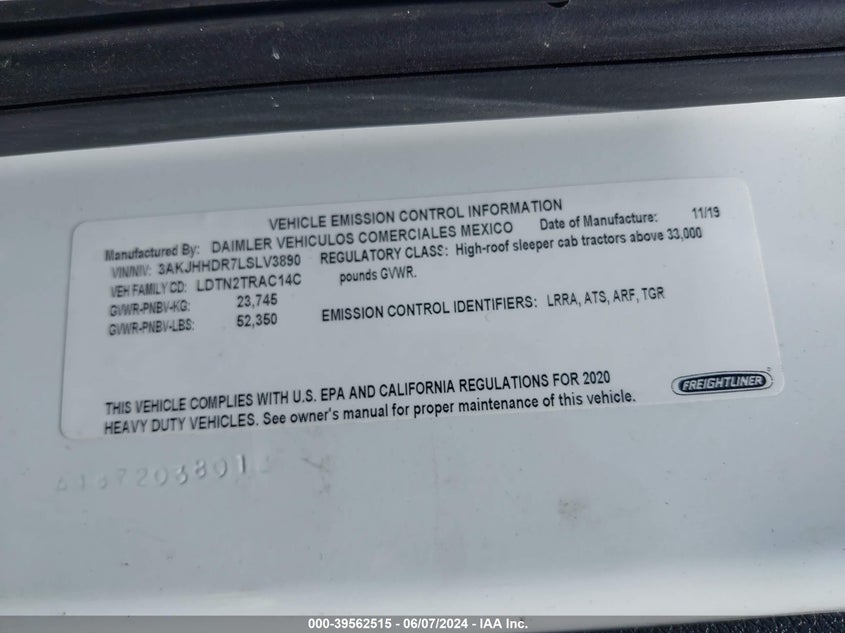 VEHICLE EMISSION CONTROL INFORMATION
Manufactured By: DAIMLER VEHICULOS COMERCIALES MEXICO Date of Manufacture: 11/19
VIN/NIV: 3AKJHHDR7LSLV3890 REGULATORY CLASS: High-roof sleeper cab tractors above 33,000
VEH FAMILY CD: LDTN2TRAC14C pounds GVWR.
GVWR-PNBV-KG: 23,745
GVWR-PNBV-LBS: 52,350 EMISSION CONTROL IDENTIFIERS: LRRA, ATS, ARF, TGR
THIS VEHICLE COMPLIES WITH U.S. EPA AND CALIFORNIA REGULATIONS FOR 2020
HEAVY DUTY VEHICLES. See owner's manual for proper maintenance of this vehicle.
FREIGHTLINER
000-39562515 - 06/07/2024 - IAA Inc.